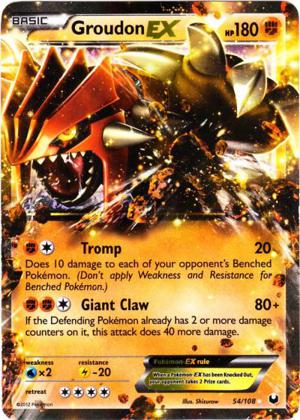 BASIC
Groudon EX HP180
Tromp 20
Does 10 damage to each of your opponent's Benched
Pokémon. (Don't apply Weakness and Resistance for
Benched Pokémon.)
Giant Claw 80+
If the Defending Pokémon already has 2 or more damage
counters on it, this attack does 40 more damage.
weakness resistance
×2 -20
retreat
Pokémon-EX rule
When a Pokémon-EX has been Knocked Out,
your opponent takes 2 Prize cards.
©2012 Pokémon Illus. Shizurow 54/108